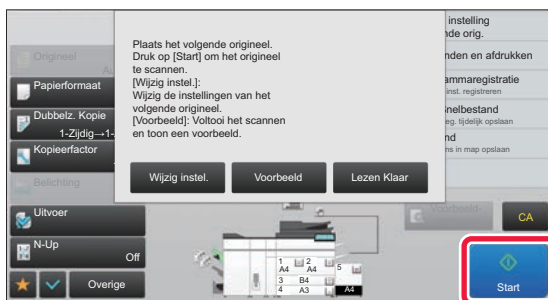 Plaats het volgende origineel.
Druk op [Start] om het origineel
te scannen.
[Wijzig instel.]:
Wijzig de instellingen van het
volgende origineel.
[Voorbeeld]: Voltooi het scannen
en toon een voorbeeld.
Wijzig instel.
Voorbeeld
Lezen Klaar
Origineel
Au
Papierformaat
Dubbelz. Kopie
1-Zijdig→1-
Kopieerfactor
Belichting
Uitvoer
N-Up
Off
Overige
instelling
nde orig.
nden en afdrukken
ammaregistratie
inst. registreren
nelbestand
eg. tijdelijk opslaan
nd
ns in map opslaan
Voorbeeld
CA
Start
1
A4
2
A4
5
3
B4
4
A3
A4